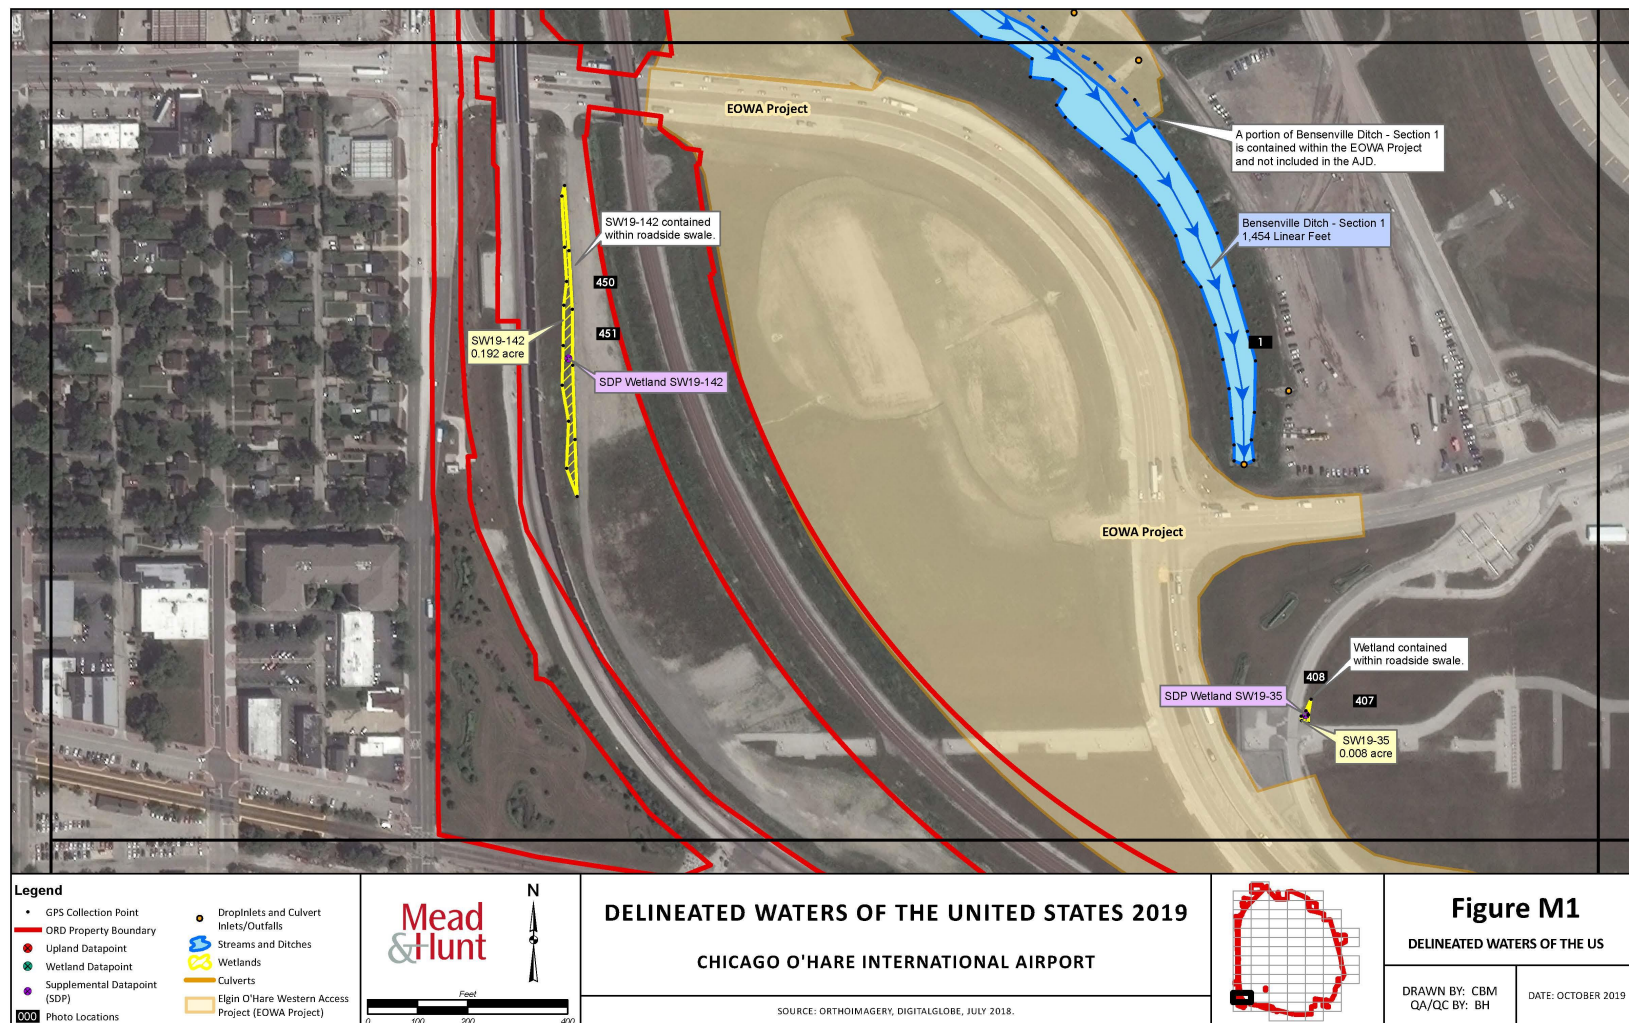 EOWA Project
A portion of Bensenville Ditch - Section 1
is contained within the EOWA Project
and not included in the AJD.
SW19-142 contained
within roadside swale.
Bensenville Ditch - Section 1
1,454 Linear Feet
450
451
1
SW19-142
0.192 acre
SDP Wetland SW19-142
EOWA Project
Wetland contained
within roadside swale.
408
407
SDP Wetland SW19-35
SW19-35
0.008 acre
Legend
GPS Collection Point
ORD Property Boundary
Upland Datapoint
Wetland Datapoint
Supplemental Datapoint
(SDP)
000 Photo Locations
DropInlets and Culvert
Inlets/Outfalls
Streams and Ditches
Wetlands
Culverts
Elgin O'Hare Western Access
Project (EOWA Project)
Mead
&Hunt
N
Feet
0 100 200 400
DELINEATED WATERS OF THE UNITED STATES 2019
CHICAGO O'HARE INTERNATIONAL AIRPORT
SOURCE: ORTHOIMAGERY, DIGITALGLOBE, JULY 2018.
Figure M1
DELINEATED WATERS OF THE US
DRAWN BY: CBM
QA/QC BY: BH
DATE: OCTOBER 2019